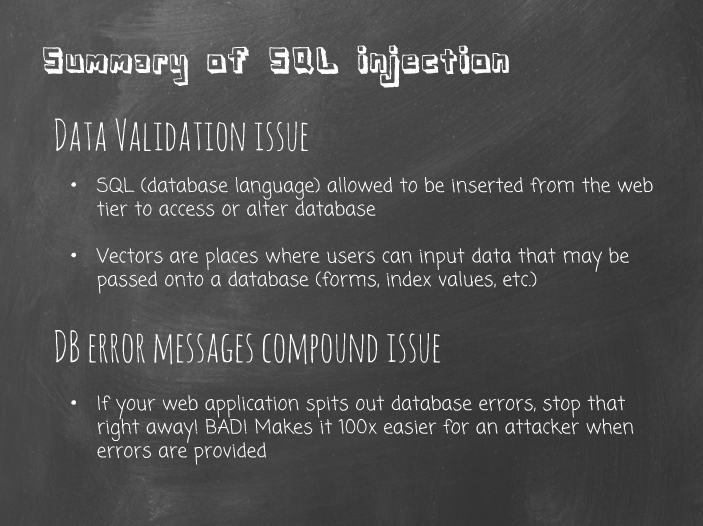 Summary of SQL injection
Data Validation issue
• SQL (database language) allowed to be inserted from the web
tier to access or alter database
• Vectors are places where users can input data that may be
passed onto a database (forms, index values, etc.)
DB error messages compound issue
• If your web application spits out database errors, stop that
right away! BAD! Makes it 100x easier for an attacker when
errors are provided